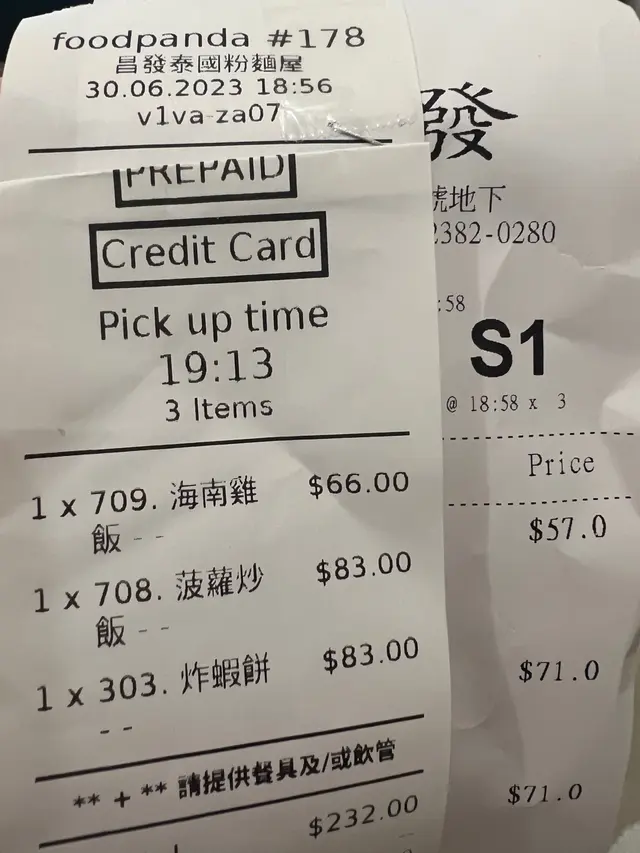 foodpanda #178
昌發泰國粉麵屋
30.06.2023 18:56
v1va-za07
PREPAID
Credit Card
Pick up time
19:13
3 Items
1 x 709. 海南雞 $66.00
飯 - -
1 x 708. 菠蘿炒 $83.00
飯 - -
1 x 303. 炸蝦餅 $83.00
- -
** + ** 請提供餐具及/或飲管
$232.00
發
號地下
2382-0280
:58
S1
@ 18:58 x 3
Price
$57.0
$71.0
$71.0